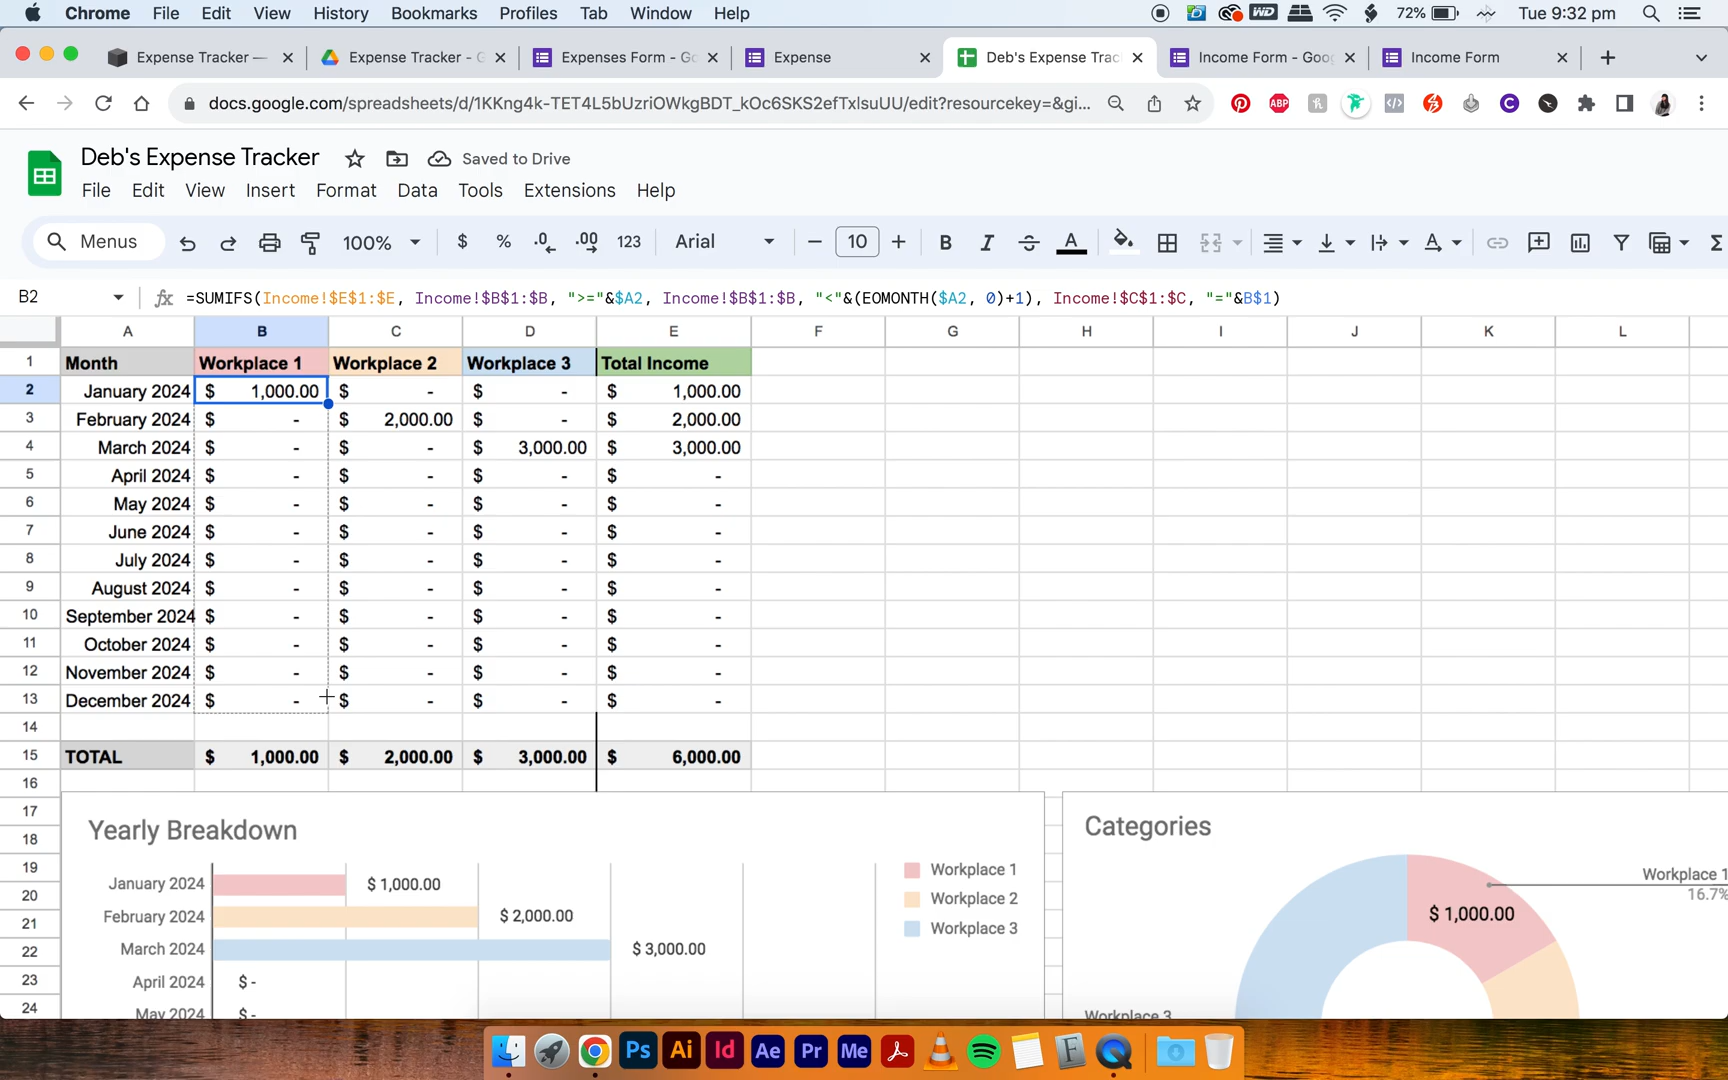 Chrome File Edit View History Bookmarks Profiles Tab Window Help 72% Tue 9:32 pm
Expense Tracker — Expense Tracker - G Expenses Form - Go Expense Deb's Expense Trac Income Form - Goog Income Form
docs.google.com/spreadsheets/d/1KKng4k-TET4L5bUzriOWkgBDT_kOc6SKS2efTxlsuUU/edit?resourcekey=&gi...
Deb's Expense Tracker Saved to Drive
File Edit View Insert Format Data Tools Extensions Help
Menus 100% $ % .0 .00 123 Arial 10 B I A
B2 fx =SUMIFS(Income!$E$1:$E, Income!$B$1:$B, ">="&$A2, Income!$B$1:$B, "<"&(EOMONTH($A2, 0)+1), Income!$C$1:$C, "="&B$1)
A B C D E F G H I J K L
1 Month Workplace 1 Workplace 2 Workplace 3 Total Income
2 January 2024 $ 1,000.00 $ - $ - $ 1,000.00
3 February 2024 $ - $ 2,000.00 $ - $ 2,000.00
4 March 2024 $ - $ - $ 3,000.00 $ 3,000.00
5 April 2024 $ - $ - $ - $ -
6 May 2024 $ - $ - $ - $ -
7 June 2024 $ - $ - $ - $ -
8 July 2024 $ - $ - $ - $ -
9 August 2024 $ - $ - $ - $ -
10 September 2024 $ - $ - $ - $ -
11 October 2024 $ - $ - $ - $ -
12 November 2024 $ - $ - $ - $ -
13 December 2024 $ - $ - $ - $ -
14
15 TOTAL $ 1,000.00 $ 2,000.00 $ 3,000.00 $ 6,000.00
16
17
18
19
20
21
22
23
24
Yearly Breakdown
January 2024 $ 1,000.00
February 2024 $ 2,000.00
March 2024 $ 3,000.00
April 2024 $ -
May 2024 $ -
Workplace 1
Workplace 2
Workplace 3
Categories
Workplace 1
16.7%
$ 1,000.00
Workplace 3
Ps Ai Id Ae Pr Me